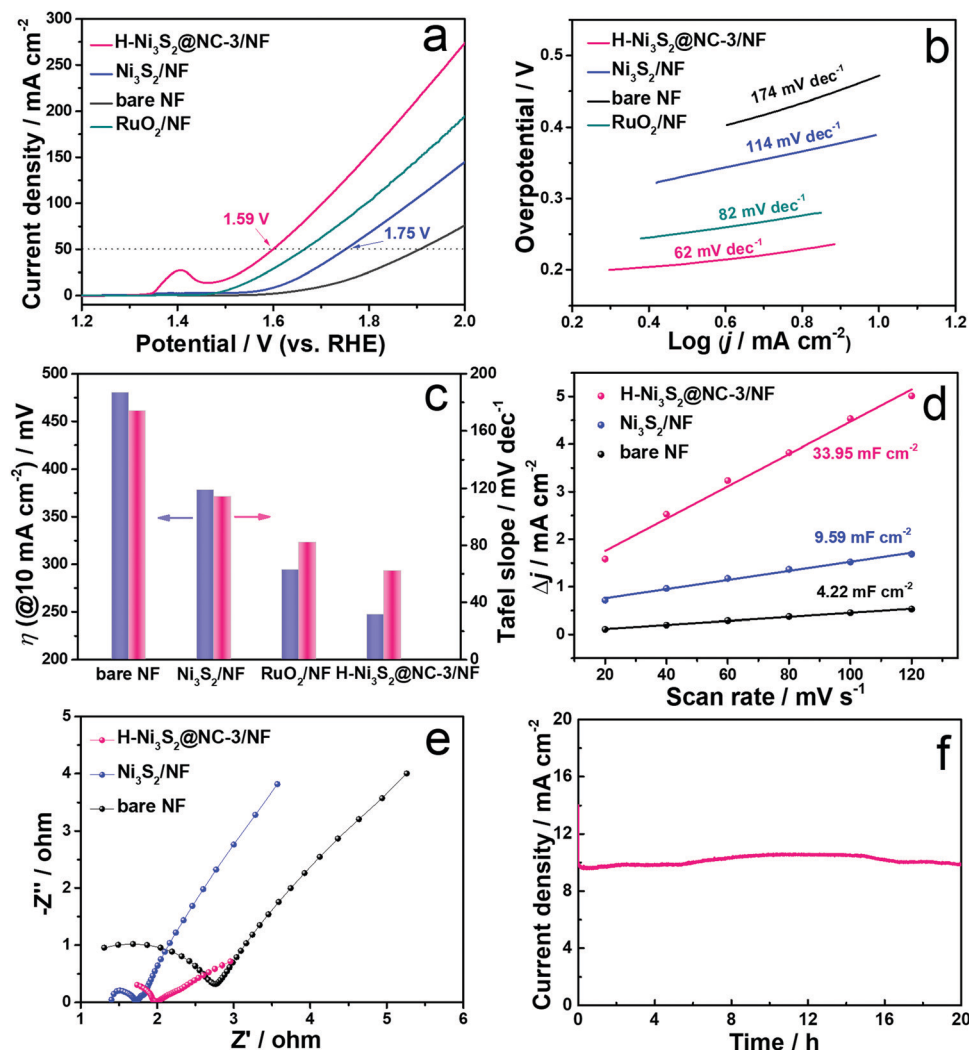 a
H-Ni₃S₂@NC-3/NF
Ni₃S₂/NF
bare NF
RuO₂/NF
1.59 V
1.75 V
Current density / mA cm⁻²
300
250
200
150
100
50
0
1.2 1.4 1.6 1.8 2.0
Potential / V (vs. RHE)
b
H-Ni₃S₂@NC-3/NF
Ni₃S₂/NF
bare NF
RuO₂/NF
174 mV dec⁻¹
114 mV dec⁻¹
82 mV dec⁻¹
62 mV dec⁻¹
Overpotential / V
0.5
0.4
0.3
0.2
0.2 0.4 0.6 0.8 1.0 1.2
Log (j / mA cm⁻²)
c
η (@10 mA cm⁻²) / mV
500
450
400
350
300
250
200
Tafel slope / mV dec⁻¹
200
160
120
80
40
0
bare NF Ni₃S₂/NF RuO₂/NF H-Ni₃S₂@NC-3/NF
d
H-Ni₃S₂@NC-3/NF
Ni₃S₂/NF
bare NF
33.95 mF cm⁻²
9.59 mF cm⁻²
4.22 mF cm⁻²
Δj / mA cm⁻²
5
4
3
2
1
0
20 40 60 80 100 120
Scan rate / mV s⁻¹
e
H-Ni₃S₂@NC-3/NF
Ni₃S₂/NF
bare NF
-Z'' / ohm
5
4
3
2
1
0
1 2 3 4 5 6
Z' / ohm
f
Current density / mA cm⁻²
20
16
12
8
4
0
0 4 8 12 16 20
Time / h